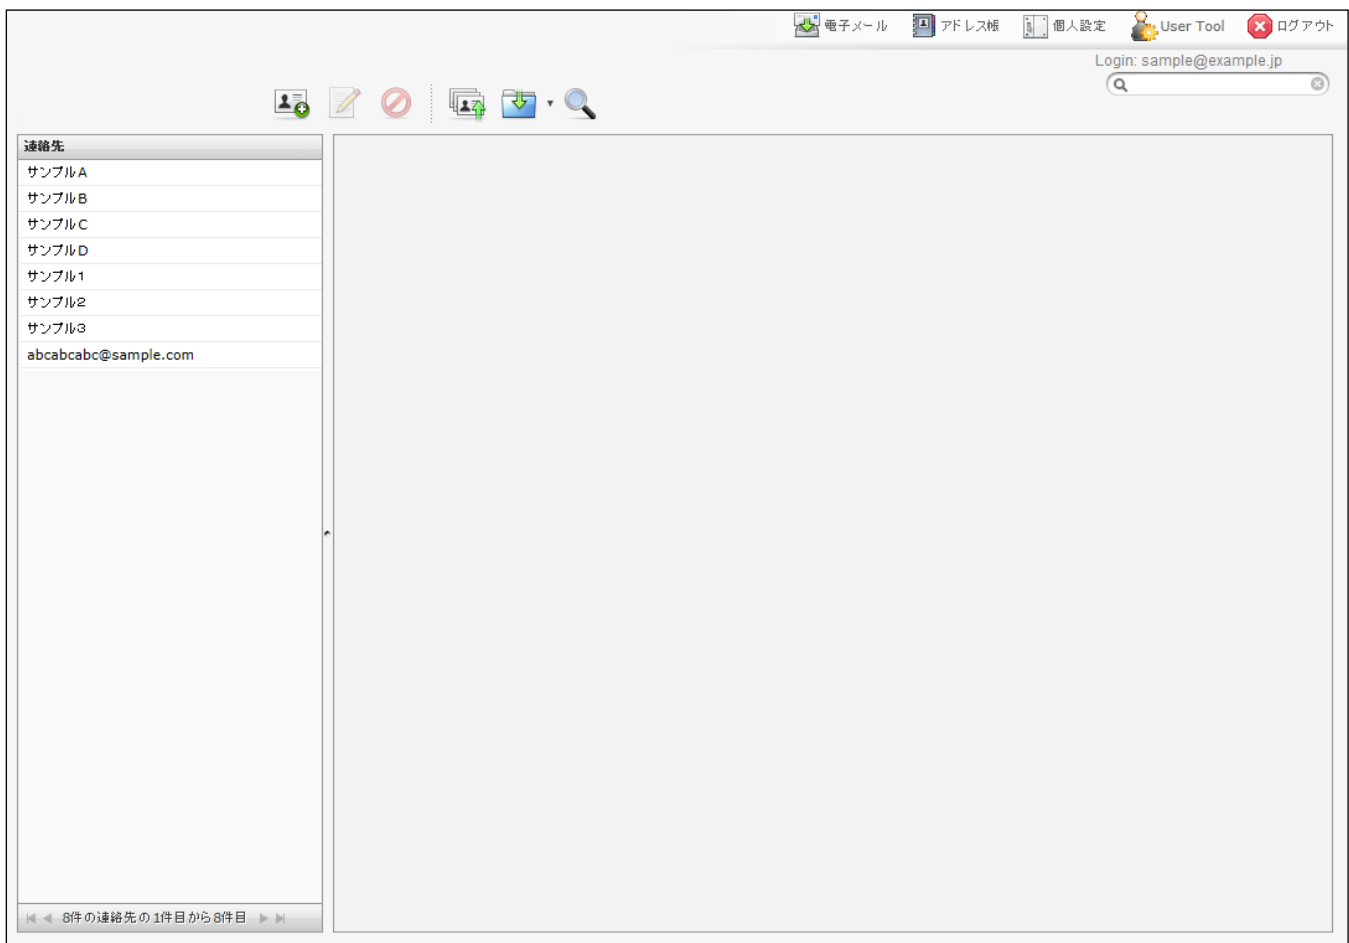 電子メール アドレス帳 個人設定 User Tool ログアウト
Login: sample@example.jp
連絡先
サンプルA
サンプルB
サンプルC
サンプルD
サンプル1
サンプル2
サンプル3
abcabcabc@sample.com
8件の連絡先の1件目から8件目